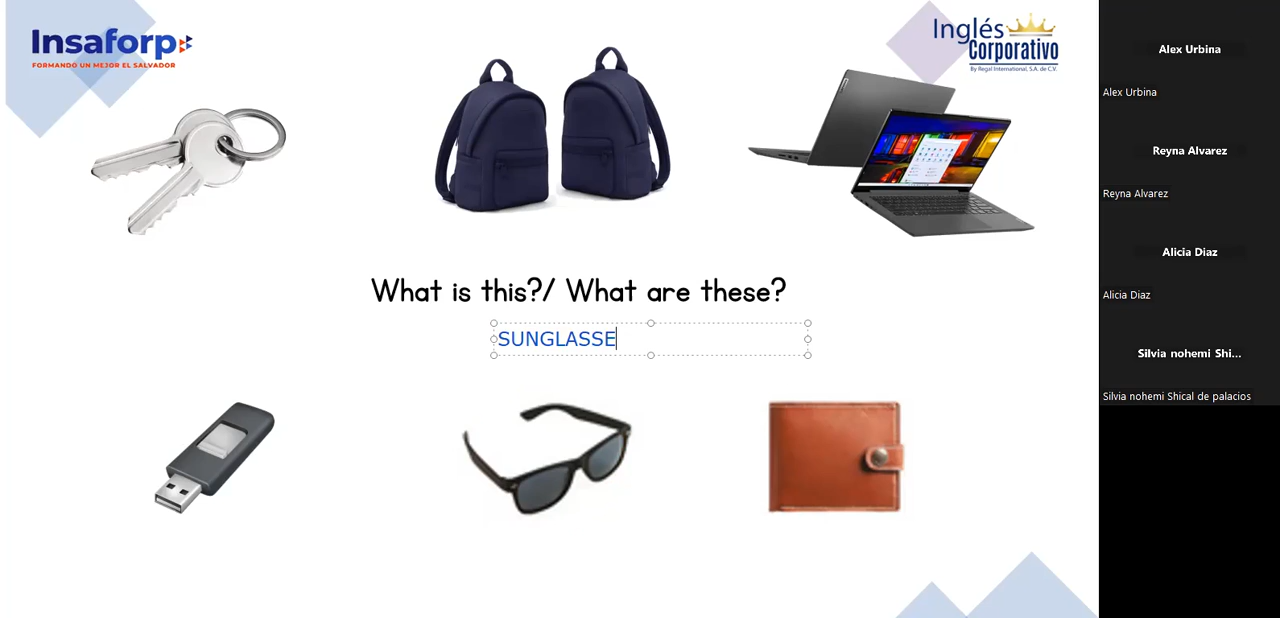 Insaforp
FORMANDO UN MEJOR EL SALVADOR
Inglés
Corporativo
By Regal International, S.A. de C.V.
What is this?/ What are these?
SUNGLASSE
Alex Urbina
Alex Urbina
Reyna Alvarez
Reyna Alvarez
Alicia Diaz
Alicia Diaz
Silvia nohemi Shi...
Silvia nohemi Shical de palacios